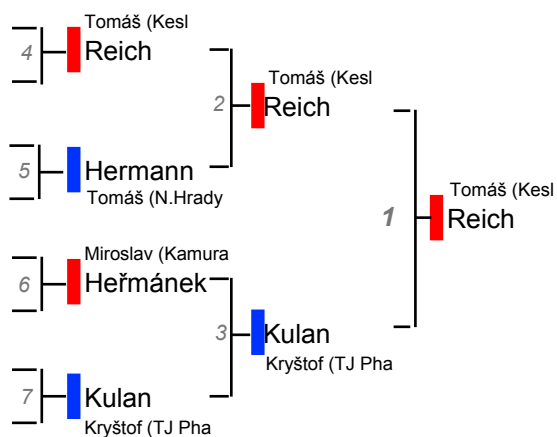 Tomáš (Kesl
4
Reich
5
Hermann
Tomáš (N.Hrady
Miroslav (Kamura
6
Heřmánek
7
Kulan
Kryštof (TJ Pha
2
Tomáš (Kesl
Reich
3
Kulan
Kryštof (TJ Pha
1
Tomáš (Kesl
Reich